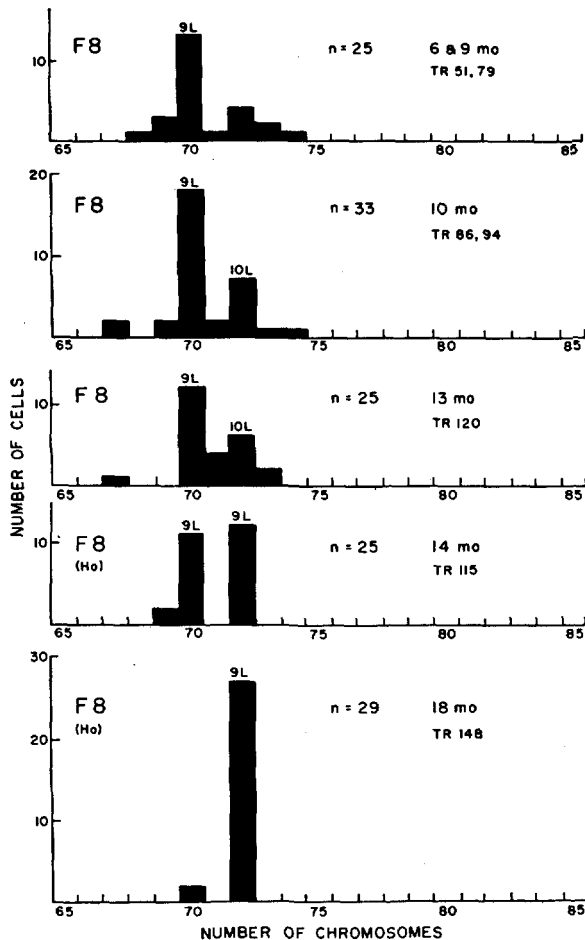 9L
F8 n = 25 6 & 9 mo
TR 51, 79
10
65 70 75 80 85
20 9L
F8 n = 33 10 mo
TR 86, 94
10 10L
65 70 75 80 85
9L
F8 n = 25 13 mo
10 10L TR 120
65 70 75 80 85
9L 9L
F8 n = 25 14 mo
(Ho) TR 115
10
65 70 75 80 85
30 9L
F8 n = 29 18 mo
(Ho) TR 148
20
10
65 70 75 80 85
NUMBER OF CELLS
NUMBER OF CHROMOSOMES